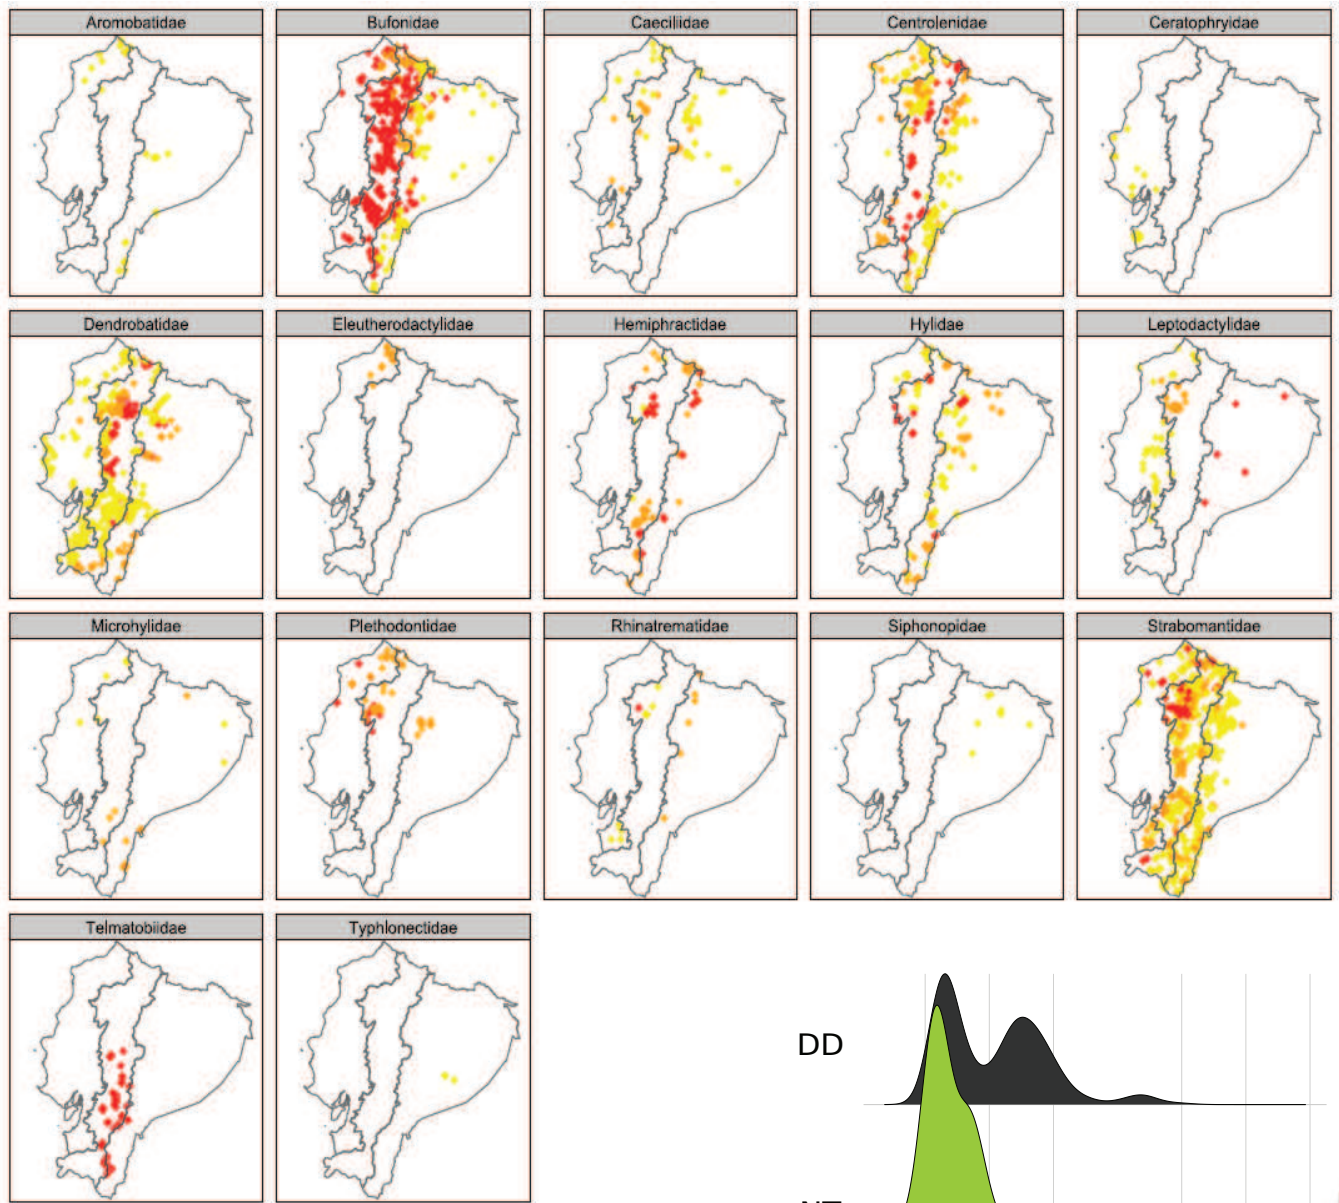 Aromobatidae
Bufonidae
Caeciliidae
Centrolenidae
Ceratophryidae
Dendrobatidae
Eleutherodactylidae
Hemiphractidae
Hylidae
Leptodactylidae
Microhylidae
Plethodontidae
Rhinatrematidae
Siphonopidae
Strabomantidae
Telmatobiidae
Typhlonectidae
DD